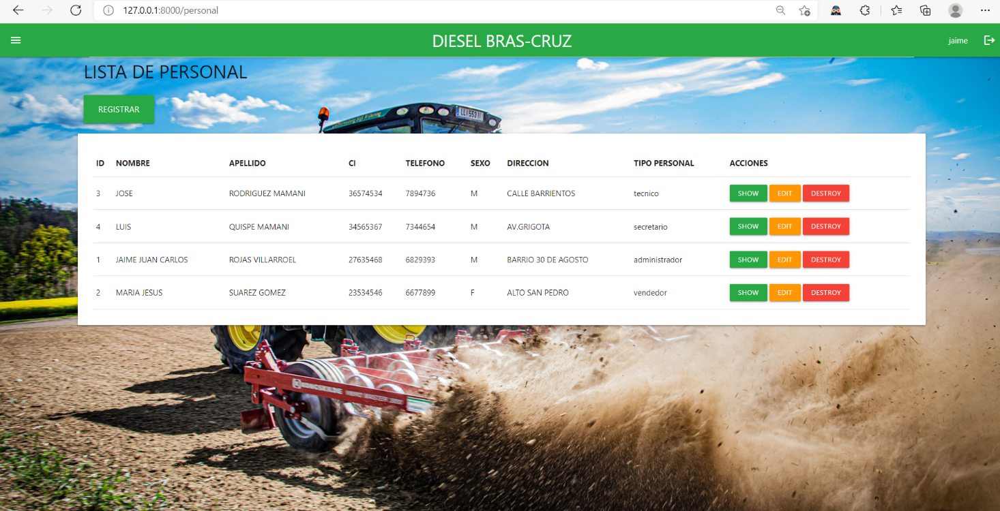 127.0.0.1:8000/personal
DIESEL BRAS-CRUZ
jaime
LISTA DE PERSONAL
REGISTRAR
ID NOMBRE APELLIDO CI TELEFONO SEXO DIRECCION TIPO PERSONAL ACCIONES
3 JOSE RODRIGUEZ MAMANI 36574534 7894736 M CALLE BARRIENTOS tecnico SHOW EDIT DESTROY
4 LUIS QUISPE MAMANI 34565367 7344654 M AV.GRIGOTA secretario SHOW EDIT DESTROY
1 JAIME JUAN CARLOS ROJAS VILLARROEL 27635468 6829393 M BARRIO 30 DE AGOSTO administrador SHOW EDIT DESTROY
2 MARIA JESUS SUAREZ GOMEZ 23534546 6677899 F ALTO SAN PEDRO vendedor SHOW EDIT DESTROY